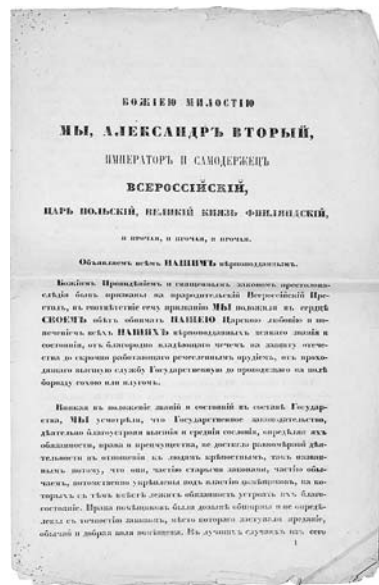 БОЖІЕЮ МИЛОСТІЮ
МЫ, АЛЕКСАНДРЪ ВТОРЫЙ,
ИМПЕРАТОРЪ И САМОДЕРЖЕЦЪ
ВСЕРОССІЙСКІЙ,
ЦАРЬ ПОЛЬСКІЙ, ВЕЛИКІЙ КНЯЗЬ ФИНЛЯНДСКІЙ,
и прочая, и прочая, и прочая.
Объявляемъ всѣмъ НАШИМЪ вѣрноподданнымъ.
Божіимъ Провидѣніемъ и священнымъ закономъ престолона-
слѣдія бывъ призваны на прародительскій Всероссійскій Пре-
столъ, въ соотвѣтствіе сему призванію МЫ положили въ сердцѣ
СВОЕМЪ обѣтъ обнимать НАШЕЮ Царскою любовію и по-
печеніемъ всѣхъ НАШИХЪ вѣрноподданныхъ всякаго званія и
состоянія, отъ благородно владѣющаго мечемъ на защиту отече-
ства до скромно работающаго ремесленнымъ орудіемъ, отъ прохо-
дящаго высшую службу Государственную до проводящаго на полѣ
борозду сохою или плугомъ.
Вникая въ положеніе званій и состояній въ составѣ Государ-
ства, МЫ усмотрѣли, что Государственное законодательство,
дѣятельно благоустрояя высшія и среднія сословія, опредѣляя ихъ
обязанности, права и преимущества, не достигло равномѣрной дѣя-
тельности въ отношеніи къ людямъ крѣпостнымъ, такъ назван-
нымъ потому, что они, частію старыми законами, частію обы-
чаемъ, потомственно укрѣплены подъ властію помѣщиковъ, на ко-
торыхъ съ тѣмъ вмѣстѣ лежитъ обязанность устроять ихъ благо-
состояніе. Права помѣщиковъ были донынѣ обширны и не опредѣ-
лены съ точностію закономъ, мѣсто котораго заступали преданіе,
обычай и добрая воля помѣщика. Въ лучшихъ случаяхъ изъ сего
1